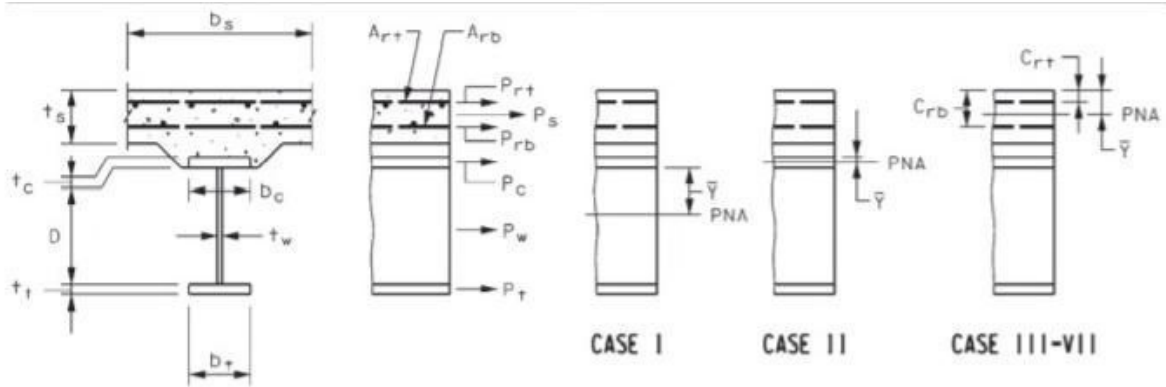 b_s
A_rt A_rb
C_rt
P_rt
t_s
P_s
C_rb
PNA
P_rb
Ȳ
PNA
t_c
P_c
b_c
Ȳ
Ȳ
D
t_w
P_w
PNA
t_t
P_t
CASE I
CASE II
CASE III-VII
b_t